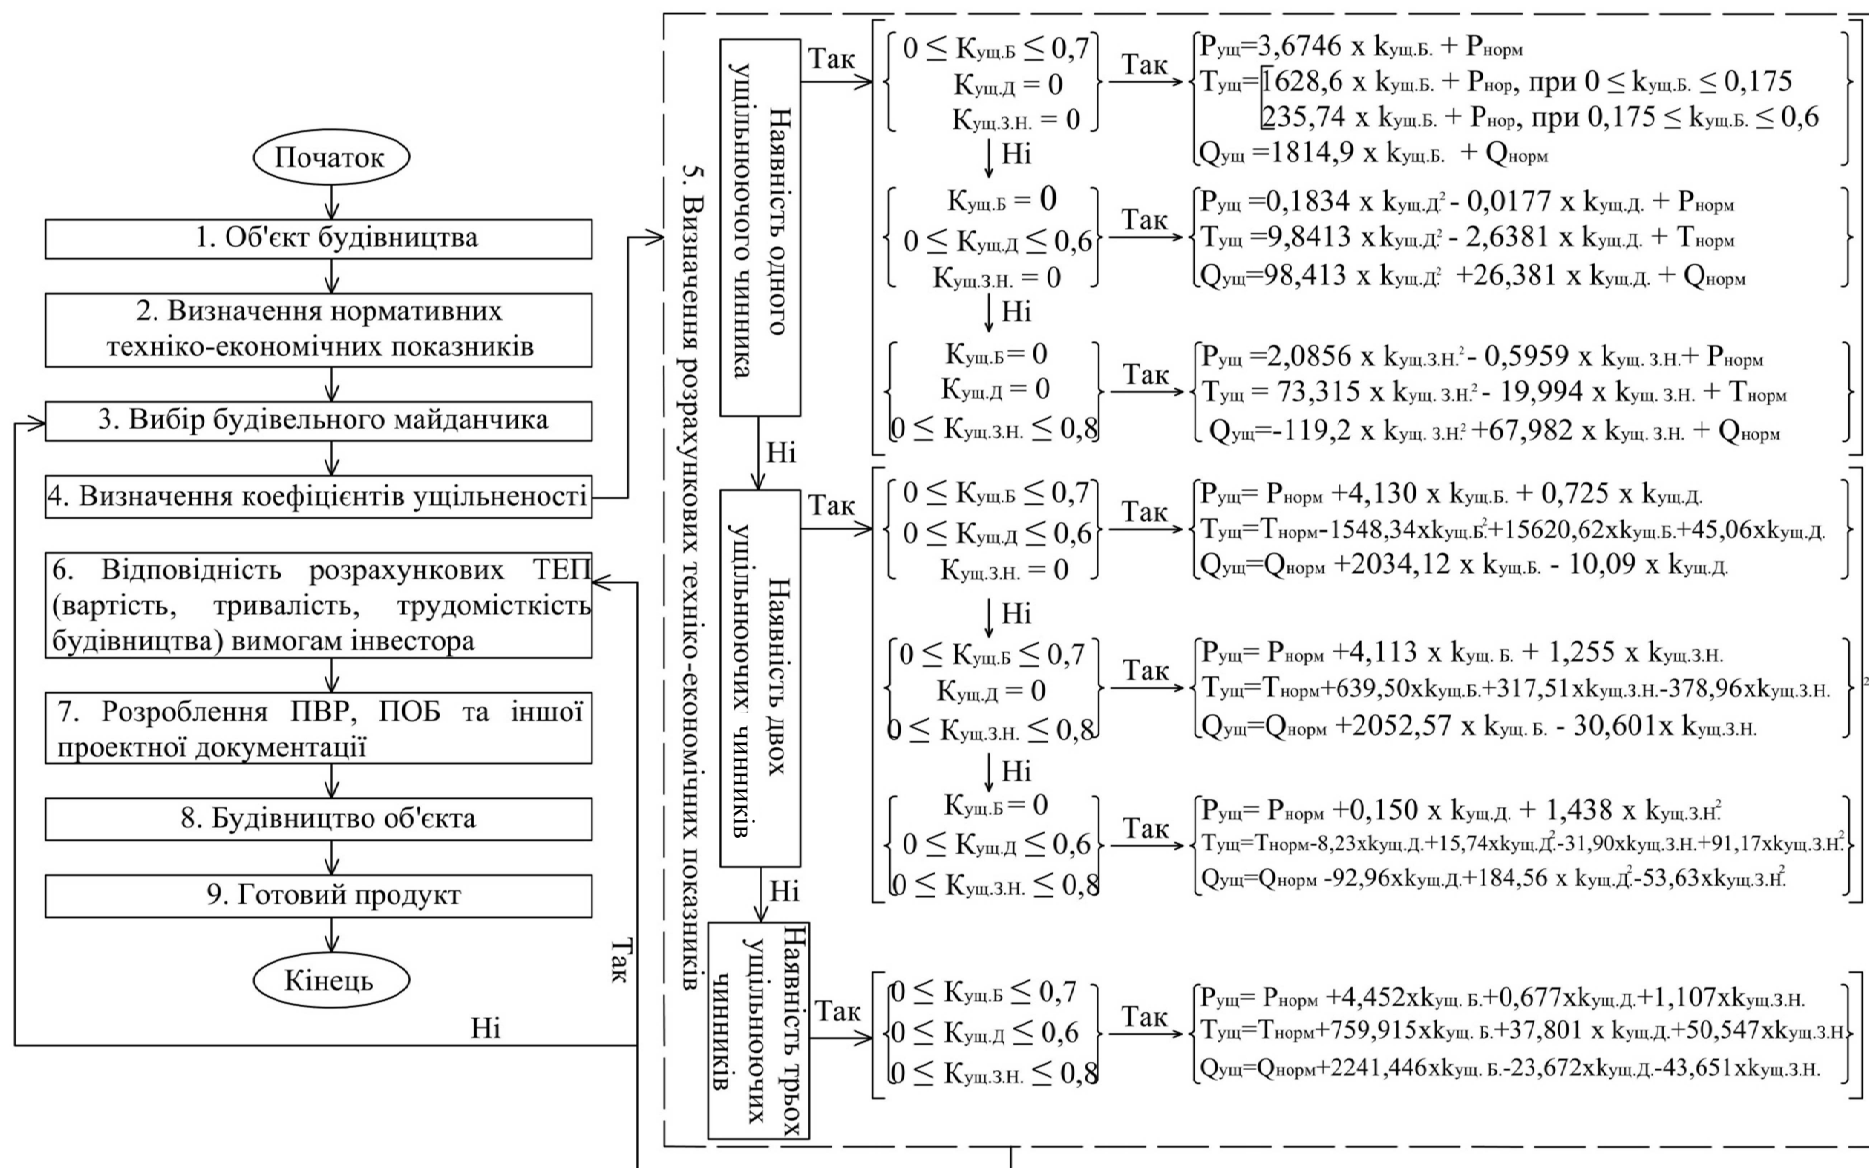 Початок
1. Об'єкт будівництва
2. Визначення нормативних
техніко-економічних показників
3. Вибір будівельного майданчика
4. Визначення коефіцієнтів ущільненості
6. Відповідність розрахункових ТЕП
(вартість, тривалість, трудомісткість
будівництва) вимогам інвестора
7. Розроблення ПВР, ПОБ та іншої
проектної документації
8. Будівництво об'єкта
9. Готовий продукт
Кінець
Ні
Так
5. Визначення розрахункових техніко-економічних показників
Наявність одного
ущільнюючого чинника
Так
0 ≤ Kущ.Б ≤ 0,7
Kущ.Д = 0
Kущ.З.Н. = 0
Так
Pущ=3,6746 x kущ.Б. + Pнорм
Tущ=[1628,6 x kущ.Б. + Pнор, при 0 ≤ kущ.Б. ≤ 0,175
235,74 x kущ.Б. + Pнор, при 0,175 ≤ kущ.Б. ≤ 0,6
Qущ =1814,9 x kущ.Б. + Qнорм
Ні
Kущ.Б = 0
0 ≤ Kущ.Д ≤ 0,6
Kущ.З.Н. = 0
Так
Pущ =0,1834 x kущ.Д² - 0,0177 x kущ.Д. + Pнорм
Tущ =9,8413 xkущ.Д² - 2,6381 x kущ.Д. + Tнорм
Qущ=98,413 x kущ.Д² +26,381 x kущ.Д. + Qнорм
Ні
Kущ.Б= 0
Kущ.Д = 0
0 ≤ Kущ.З.Н. ≤ 0,8
Так
Pущ =2,0856 x kущ.З.Н.² - 0,5959 x kущ. З.Н.+ Pнорм
Tущ = 73,315 x kущ. З.Н.² - 19,994 x kущ. З.Н. + Tнорм
Qущ=-119,2 x kущ. З.Н.² +67,982 x kущ. З.Н. + Qнорм
Ні
Наявність двох
ущільнюючих чинників
Так
0 ≤ Kущ.Б ≤ 0,7
0 ≤ Kущ.Д ≤ 0,6
Kущ.З.Н. = 0
Так
Pущ= Pнорм +4,130 x kущ.Б. + 0,725 x kущ.Д.
Tущ=Tнорм-1548,34xkущ.Б.²+15620,62xkущ.Б.+45,06xkущ.Д.
Qущ=Qнорм +2034,12 x kущ.Б. - 10,09 x kущ.Д.
Ні
0 ≤ Kущ.Б ≤ 0,7
Kущ.Д = 0
0 ≤ Kущ.З.Н. ≤ 0,8
Так
Pущ= Pнорм +4,113 x kущ. Б. + 1,255 x kущ.З.Н.
Tущ=Tнорм+639,50xkущ.Б.+317,51xkущ.З.Н.-378,96xkущ.З.Н. ²
Qущ=Qнорм +2052,57 x kущ. Б. - 30,601x kущ.З.Н.
Ні
Kущ.Б = 0
0 ≤ Kущ.Д ≤ 0,6
0 ≤ Kущ.З.Н. ≤ 0,8
Так
Pущ= Pнорм +0,150 x kущ.Д. + 1,438 x kущ.З.Н.²
Tущ=Tнорм-8,23xkущ.Д.+15,74xkущ.Д.²-31,90xkущ.З.Н.+91,17xkущ.З.Н.²
Qущ=Qнорм -92,96xkущ.Д.+184,56 x kущ.Д.²-53,63xkущ.З.Н.²
Ні
Наявність трьох
ущільнюючих
чинників
Так
0 ≤ Kущ.Б ≤ 0,7
0 ≤ Kущ.Д ≤ 0,6
0 ≤ Kущ.З.Н. ≤ 0,8
Так
Pущ= Pнорм +4,452xkущ. Б.+0,677xkущ.Д.+1,107xkущ.З.Н.
Tущ=Tнорм+759,915xkущ. Б.+37,801 x kущ.Д.+50,547xkущ.З.Н
Qущ=Qнорм+2241,446xkущ. Б.-23,672xkущ.Д.-43,651xkущ.З.Н.